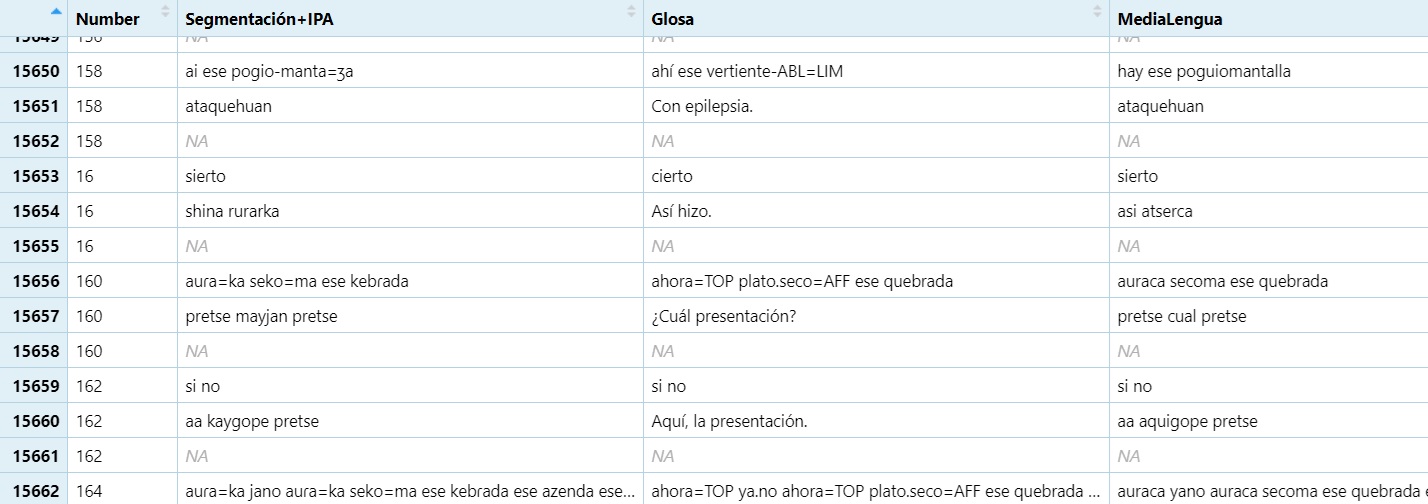 Number Segmentación+IPA Glosa MediaLengua
15649 156 NA NA NA
15650 158 ai ese pogio-manta=ʒa ahí ese vertiente-ABL=LIM hay ese poguiomantalla
15651 158 ataquehuan Con epilepsia. ataquehuan
15652 158 NA NA NA
15653 16 sierto cierto sierto
15654 16 shina rurarka Así hizo. asi atserca
15655 16 NA NA NA
15656 160 auɾa=ka seko=ma ese kebɾada ahora=TOP plato.seco=AFF ese quebrada auraca secoma ese quebrada
15657 160 pretse mayjan pretse ¿Cuál presentación? pretse cual pretse
15658 160 NA NA NA
15659 162 si no si no si no
15660 162 aa kaygope pretse Aquí, la presentación. aa aquigope pretse
15661 162 NA NA NA
15662 164 auɾa=ka jano auɾa=ka seko=ma ese kebrada ese azenda ese... ahora=TOP ya.no ahora=TOP plato.seco=AFF ese quebrada ... auraca yano auraca secoma ese quebrada e